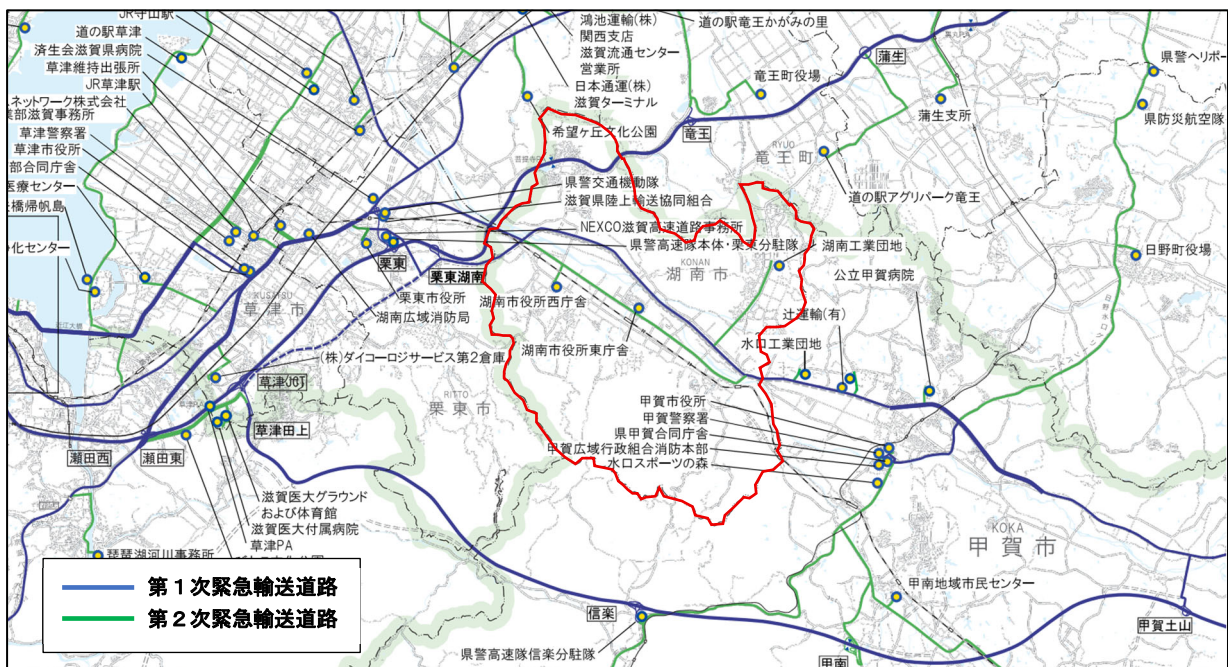 JR守山駅
道の駅草津
済生会滋賀県病院
草津維持出張所
JR草津駅
ネットワーク株式会社
業部滋賀事務所
草津警察署
草津市役所
部合同庁舎
医療センター
橋帰帆島
化センター
鴻池運輸(株)
関西支店
滋賀流通センター
営業所
日本通運(株)
滋賀ターミナル
希望ヶ丘文化公園
道の駅竜王かがみの里
竜王町役場
蒲生
蒲生支所
県警ヘリポー
県防災航空隊
竜王
RYUO
竜王町
道の駅アグリパーク竜王
日野町役場
県警交通機動隊
滋賀県陸上輸送協同組合
NEXCO滋賀高速道路事務所
県警高速隊本体・栗東分駐隊
湖南工業団地
KONAN
湖南市
公立甲賀病院
栗東
栗東湖南
栗東市役所
湖南広域消防局
KUSATSU
草津市
湖南市役所西庁舎
湖南市役所東庁舎
辻運輸(有)
水口工業団地
(株)ダイコーロジサービス第2倉庫
草津JCT
草津田上
RITTO
栗東市
瀬田西
瀬田東
甲賀市役所
甲賀警察署
県甲賀合同庁舎
甲賀広域行政組合消防本部
水口スポーツの森
滋賀医大グラウンド
および体育館
滋賀医大付属病院
草津PA
琵琶湖河川事務所
KOKA
甲賀市
甲南地域市民センター
信楽
県警高速隊信楽分駐隊
甲南
甲賀土山
第1次緊急輸送道路
第2次緊急輸送道路